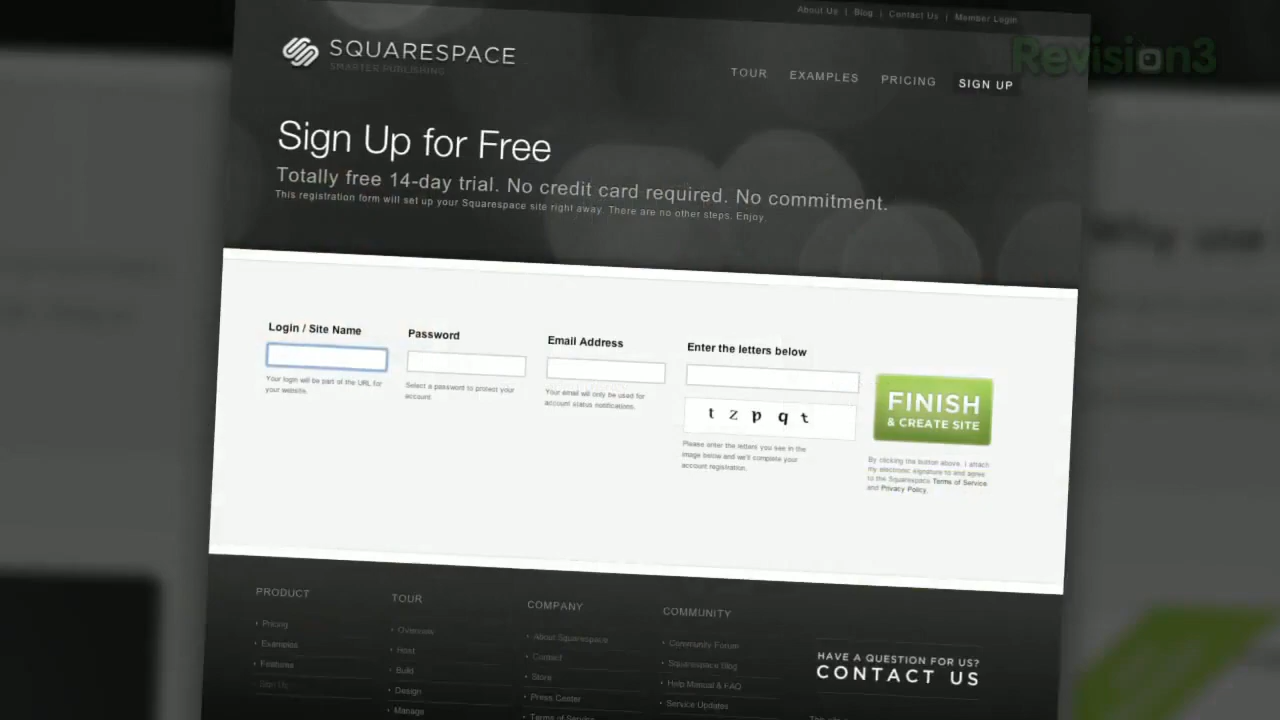 About Us | Blog | Contact Us | Member Login
Revision3
SQUARESPACE
SMARTER PUBLISHING
TOUR EXAMPLES PRICING SIGN UP
Sign Up for Free
Totally free 14-day trial. No credit card required. No commitment.
This registration form will set up your Squarespace site right away. There are no other steps. Enjoy.
Login / Site Name
Your login will be part of the URL for
your website.
Password
Select a password to protect your
account.
Email Address
Your email will only be used for
account status notifications.
Enter the letters below
t z p q t
Please enter the letters you see in the
image below and we'll complete your
account registration.
FINISH
& CREATE SITE
By clicking the button above, I attach
my electronic signature to and agree
to the Squarespace Terms of Service
and Privacy Policy.
PRODUCT
Pricing
Examples
Features
Sign Up
TOUR
Overview
Host
Build
Design
Manage
COMPANY
About Squarespace
Contact
Store
Press Center
Terms of Service
COMMUNITY
Community Forum
Squarespace Blog
Help Manual & FAQ
Service Updates
HAVE A QUESTION FOR US?
CONTACT US